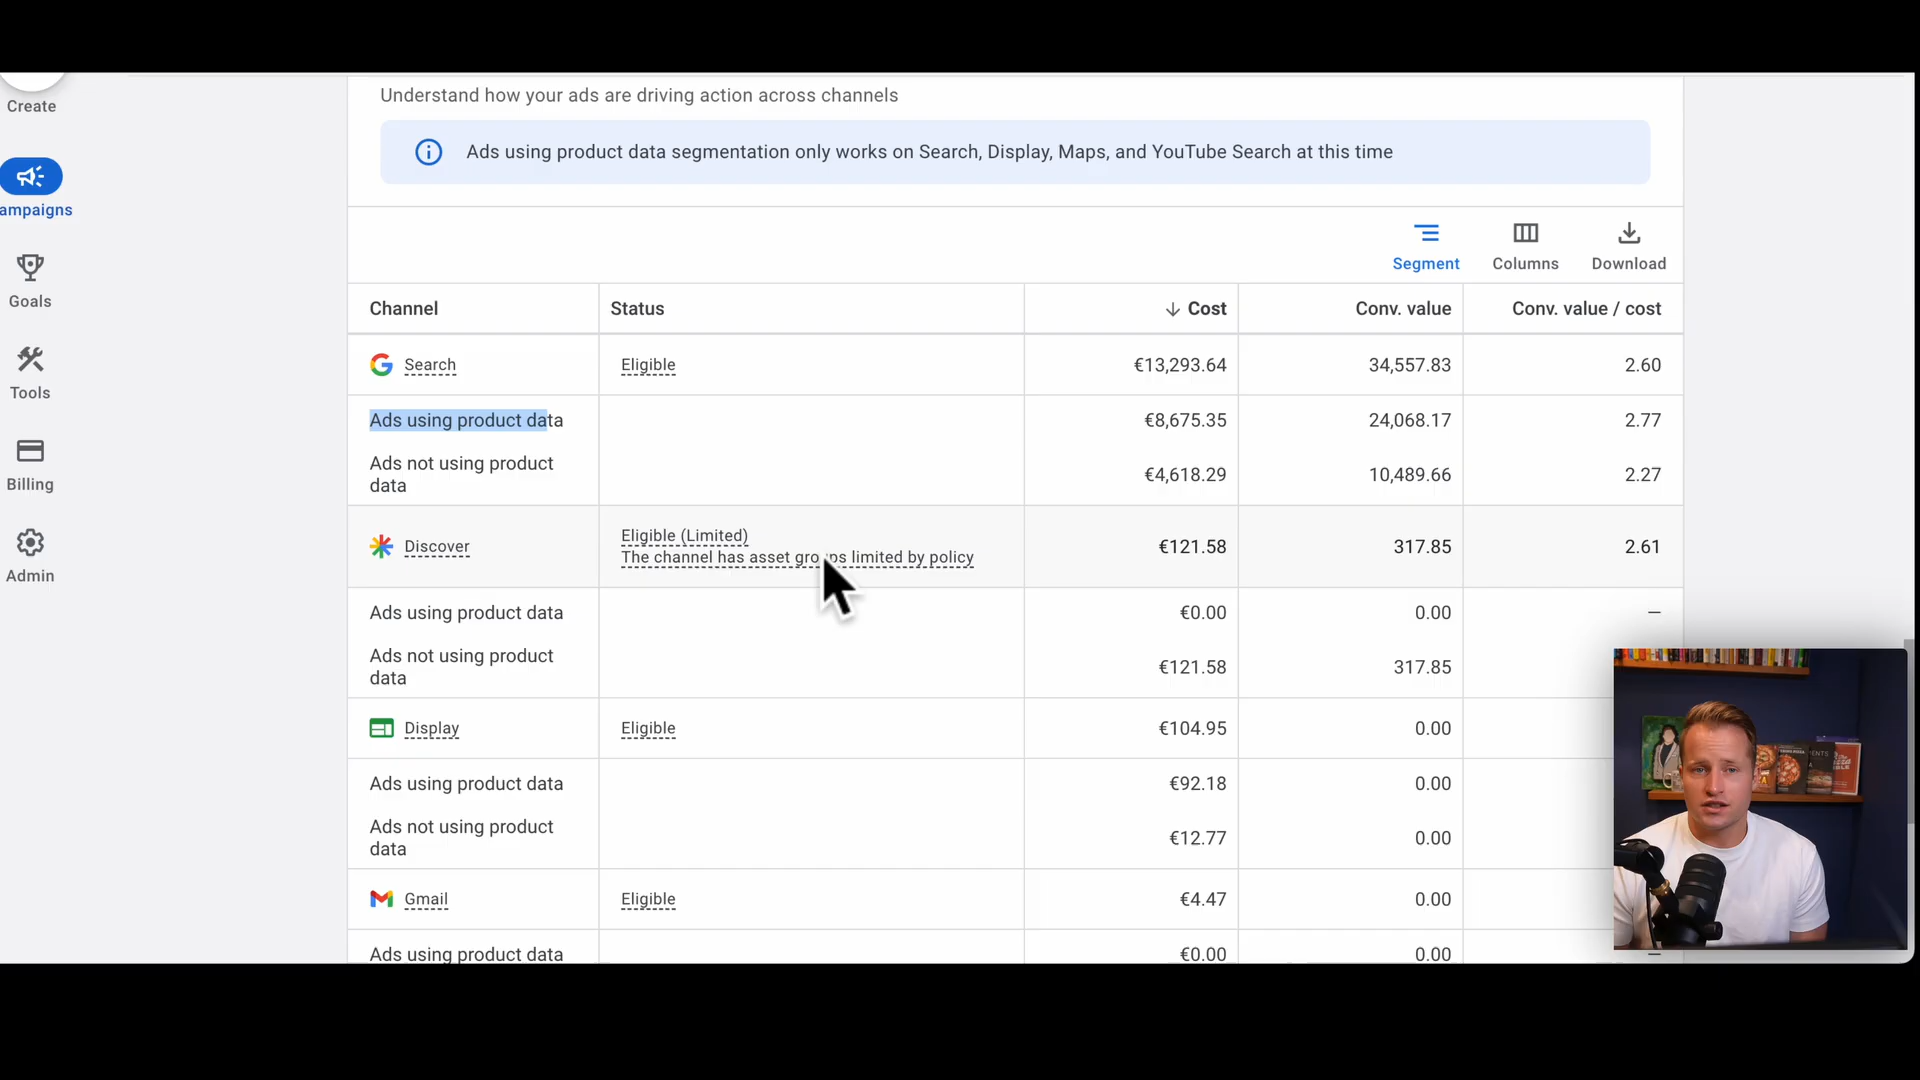 Create
Understand how your ads are driving action across channels
Ads using product data segmentation only works on Search, Display, Maps, and YouTube Search at this time
ampaigns
Segment
Columns
Download
Goals
Channel
Status
Cost
Conv. value
Conv. value / cost
Search
Eligible
€13,293.64
34,557.83
2.60
Tools
Ads using product data
€8,675.35
24,068.17
2.77
Ads not using product
data
€4,618.29
10,489.66
2.27
Billing
Discover
Eligible (Limited)
The channel has asset groups limited by policy
€121.58
317.85
2.61
Admin
Ads using product data
€0.00
0.00
—
Ads not using product
data
€121.58
317.85
Display
Eligible
€104.95
0.00
Ads using product data
€92.18
0.00
Ads not using product
data
€12.77
0.00
Gmail
Eligible
€4.47
0.00
Ads using product data
€0.00
0.00
—